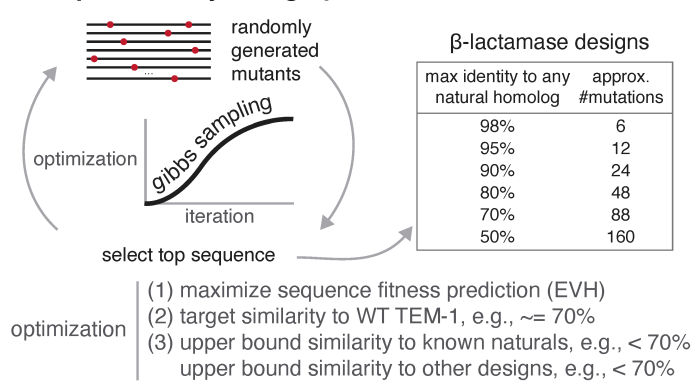 randomly
generated
mutants
...
gibbs sampling
optimization
iteration
select top sequence
β-lactamase designs
max identity to any natural homolog approx. #mutations
98% 6
95% 12
90% 24
80% 48
70% 88
50% 160
optimization
(1) maximize sequence fitness prediction (EVH)
(2) target similarity to WT TEM-1, e.g., ~= 70%
(3) upper bound similarity to known naturals, e.g., < 70%
upper bound similarity to other designs, e.g., < 70%